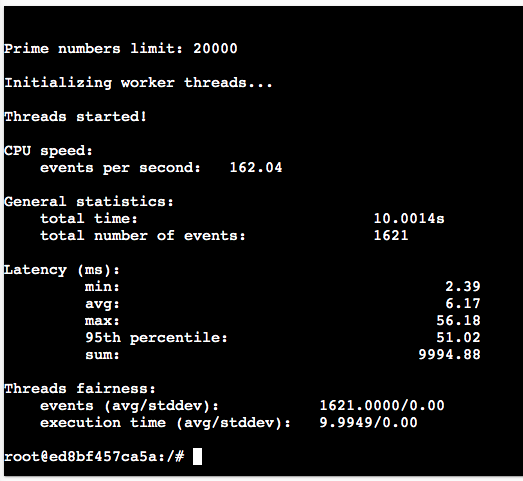 Prime numbers limit: 20000
Initializing worker threads...
Threads started!
CPU speed:
events per second: 162.04
General statistics:
total time: 10.0014s
total number of events: 1621
Latency (ms):
min: 2.39
avg: 6.17
max: 56.18
95th percentile: 51.02
sum: 9994.88
Threads fairness:
events (avg/stddev): 1621.0000/0.00
execution time (avg/stddev): 9.9949/0.00
root@ed8bf457ca5a:/#